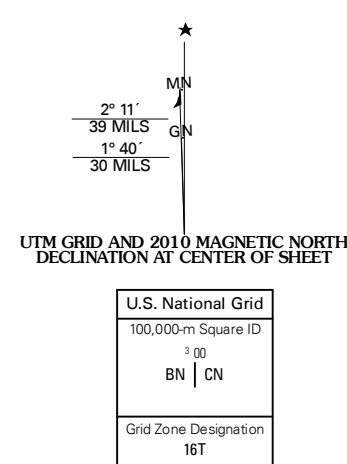 ★
MN
2° 11´
39 MILS
GN
1° 40´
30 MILS
UTM GRID AND 2010 MAGNETIC NORTH
DECLINATION AT CENTER OF SHEET
U.S. National Grid
100,000-m Square ID
3 00
BN CN
Grid Zone Designation
16T